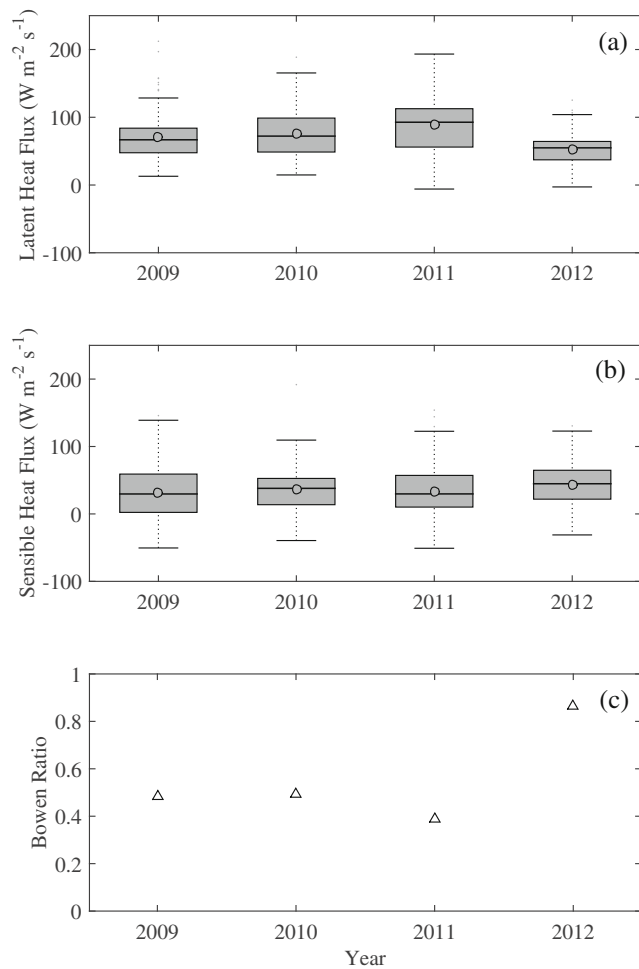 (a)
Latent Heat Flux (W m⁻² s⁻¹)
200
100
0
-100
2009 2010 2011 2012
(b)
Sensible Heat Flux (W m⁻² s⁻¹)
200
100
0
-100
2009 2010 2011 2012
(c)
Bowen Ratio
1
0.8
0.6
0.4
0.2
0
2009 2010 2011 2012
Year